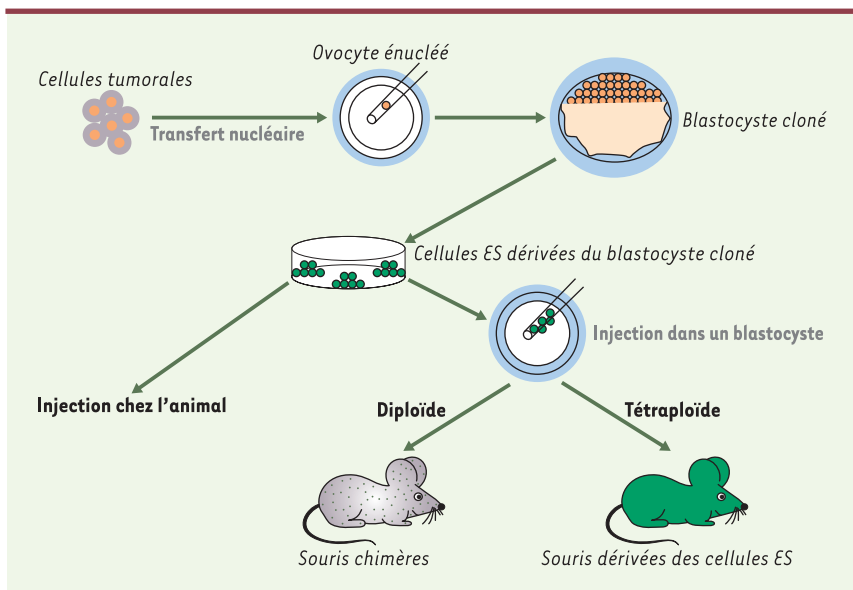 Ovocyte énucléé
Cellules tumorales
Transfert nucléaire
Blastocyste cloné
Cellules ES dérivées du blastocyste cloné
Injection dans un blastocyste
Injection chez l'animal
Diploïde
Tétraploïde
Souris chimères
Souris dérivées des cellules ES